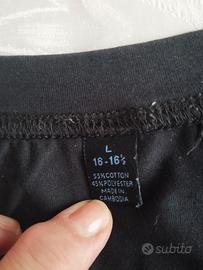 L
16-16½
55%COTTON
45%POLYESTER
MADE IN
CAMBODIA
subito